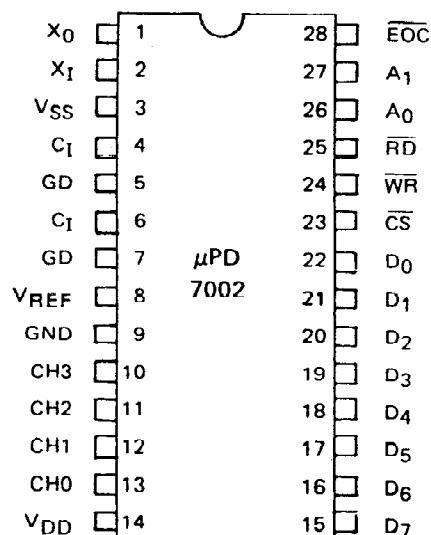 X0 1 28 EOC
XI 2 27 A1
VSS 3 26 A0
CI 4 25 RD
GD 5 24 WR
CI 6 23 CS
GD 7 μPD 22 D0
VREF 8 7002 21 D1
GND 9 20 D2
CH3 10 19 D3
CH2 11 18 D4
CH1 12 17 D5
CH0 13 16 D6
VDD 14 15 D7